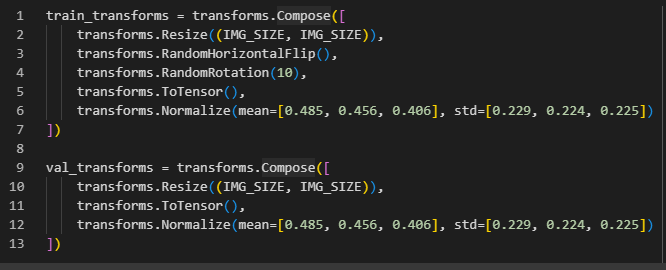 1 train_transforms = transforms.Compose([
2     transforms.Resize((IMG_SIZE, IMG_SIZE)),
3     transforms.RandomHorizontalFlip(),
4     transforms.RandomRotation(10),
5     transforms.ToTensor(),
6     transforms.Normalize(mean=[0.485, 0.456, 0.406], std=[0.229, 0.224, 0.225])
7 ])
8
9 val_transforms = transforms.Compose([
10     transforms.Resize((IMG_SIZE, IMG_SIZE)),
11     transforms.ToTensor(),
12     transforms.Normalize(mean=[0.485, 0.456, 0.406], std=[0.229, 0.224, 0.225])
13 ])